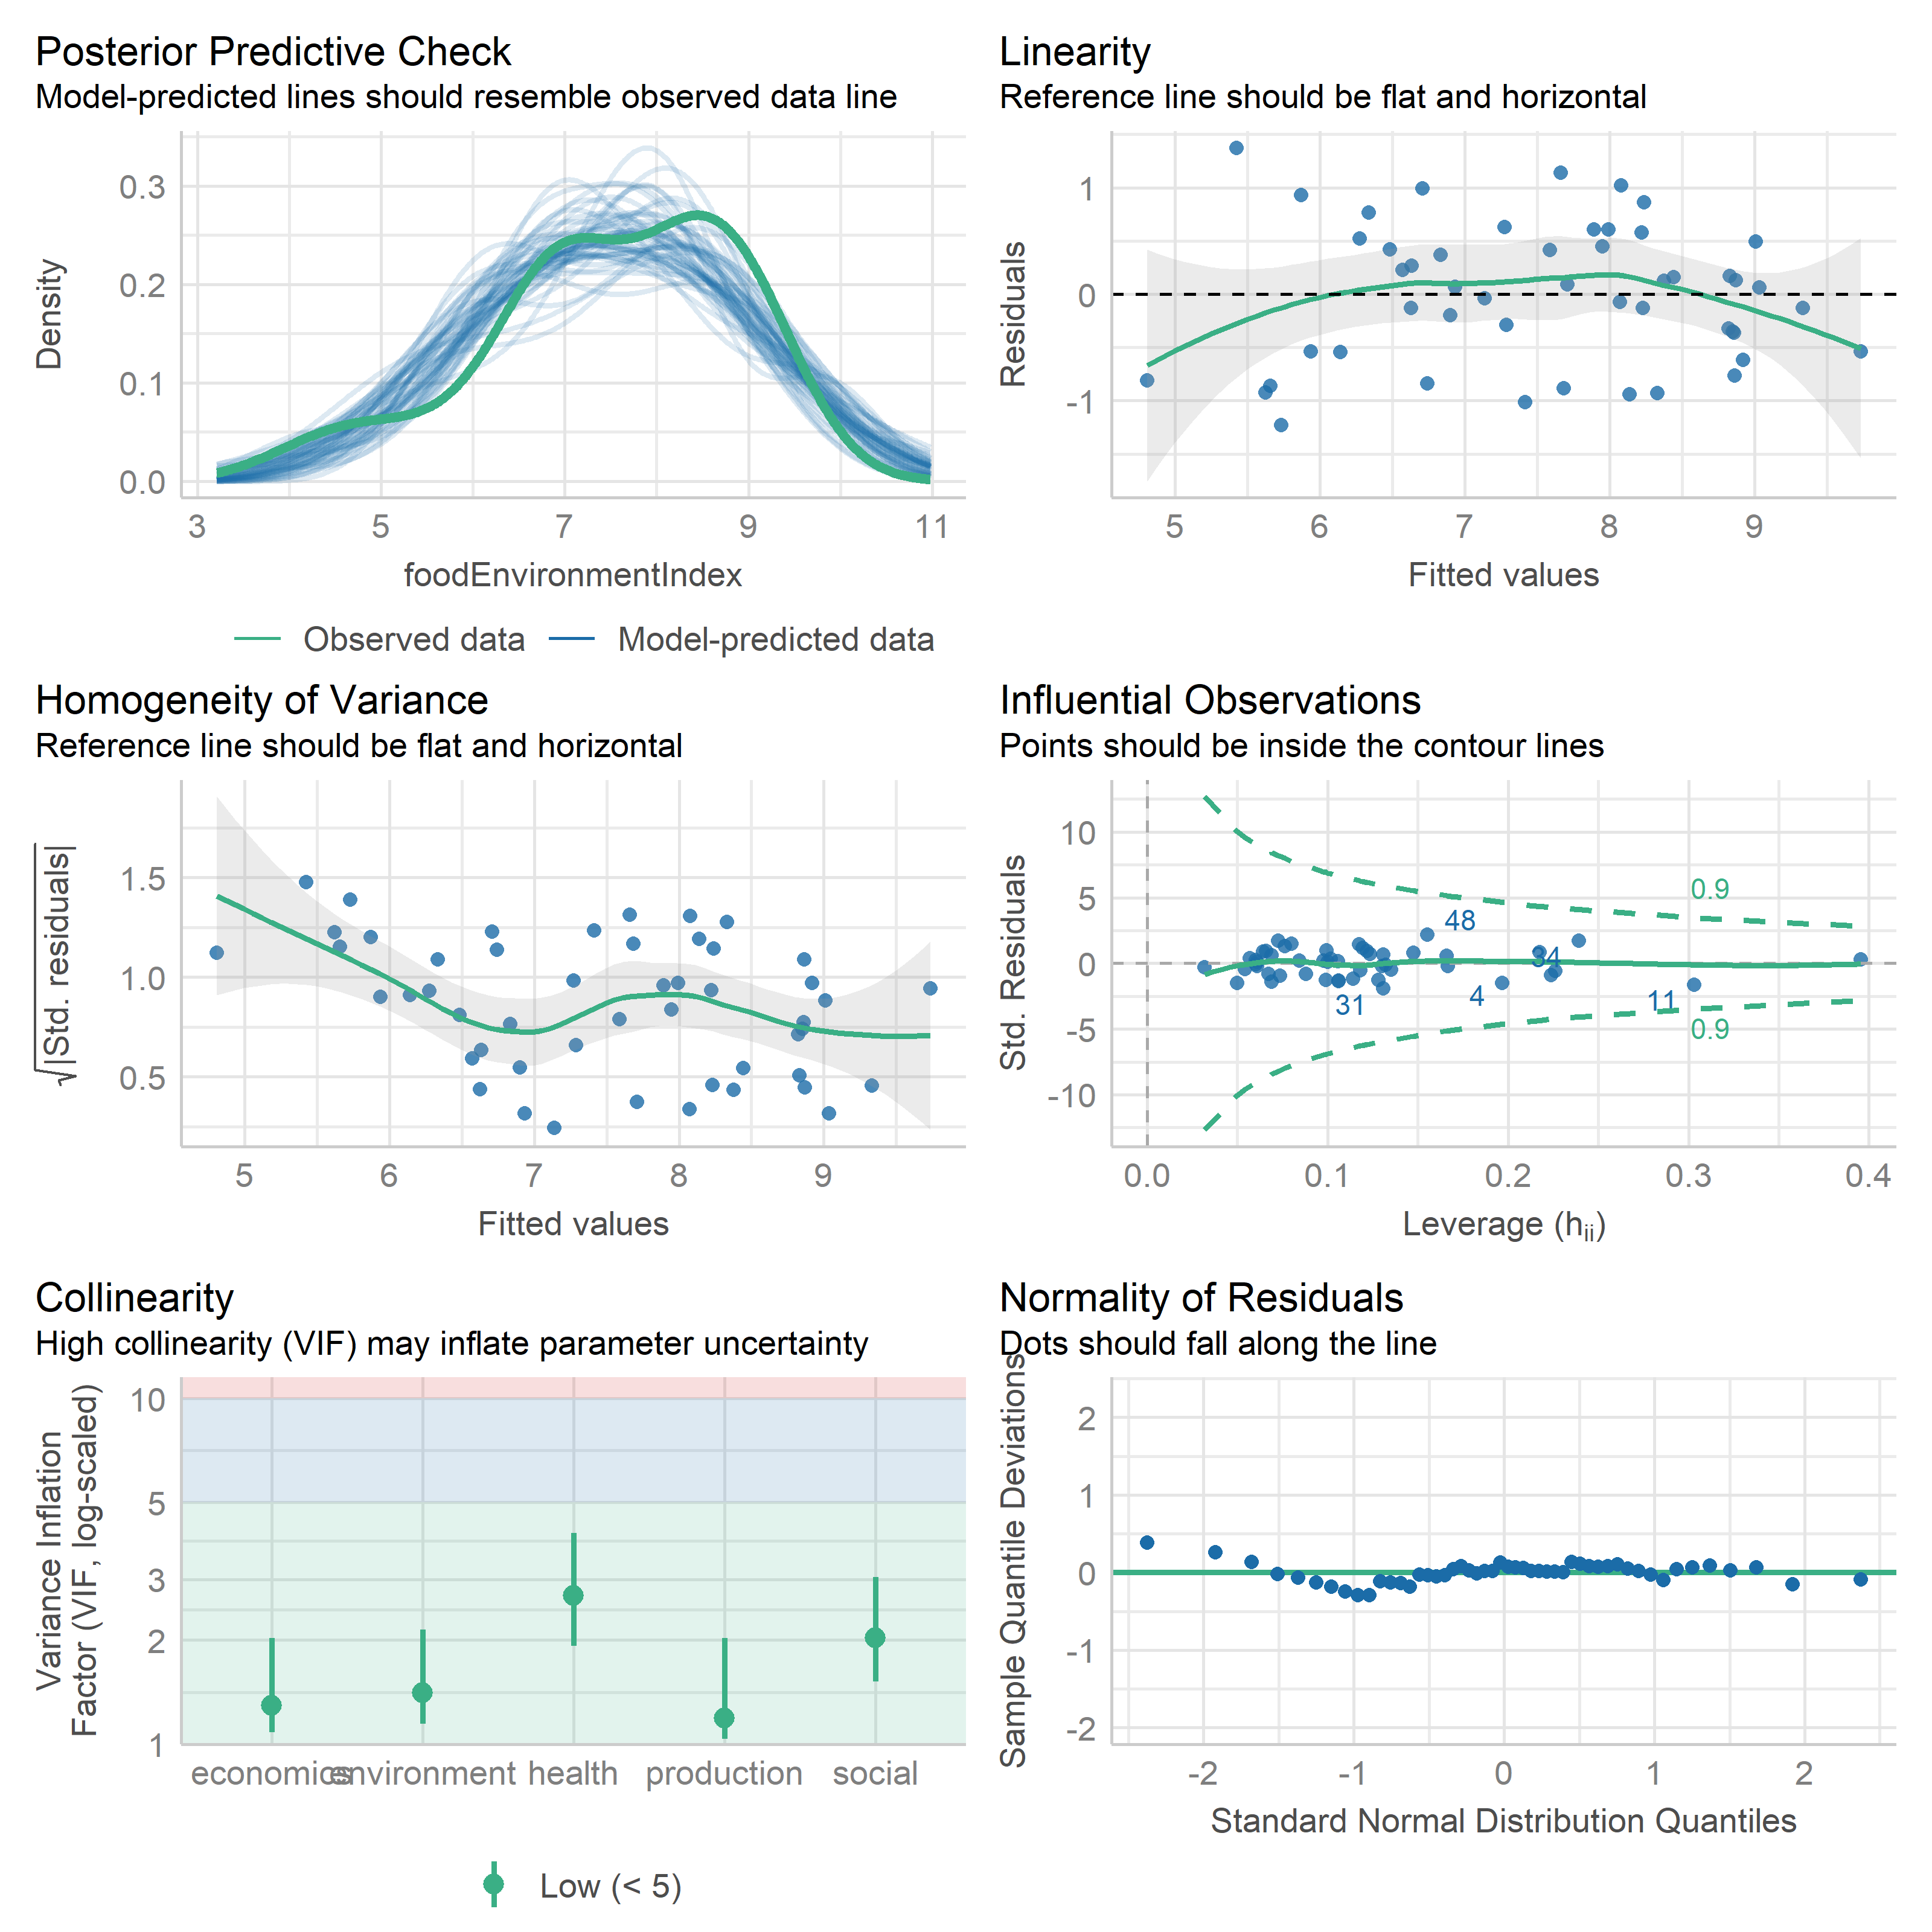 Posterior Predictive Check
Model-predicted lines should resemble observed data line
Density
0.3
0.2
0.1
0.0
3 5 7 9 11
foodEnvironmentIndex
Observed data Model-predicted data
Linearity
Reference line should be flat and horizontal
Residuals
1
0
-1
5 6 7 8 9
Fitted values
Homogeneity of Variance
Reference line should be flat and horizontal
√|Std. residuals|
1.5
1.0
0.5
5 6 7 8 9
Fitted values
Influential Observations
Points should be inside the contour lines
Std. Residuals
10
5
0
-5
-10
0.9
48
34
4
11
31
0.9
0.0 0.1 0.2 0.3 0.4
Leverage (hii)
Collinearity
High collinearity (VIF) may inflate parameter uncertainty
Variance Inflation
Factor (VIF, log-scaled)
10
5
3
2
1
economics environment health production social
Low (< 5)
Normality of Residuals
Dots should fall along the line
Sample Quantile Deviations
2
1
0
-1
-2
-2 -1 0 1 2
Standard Normal Distribution Quantiles